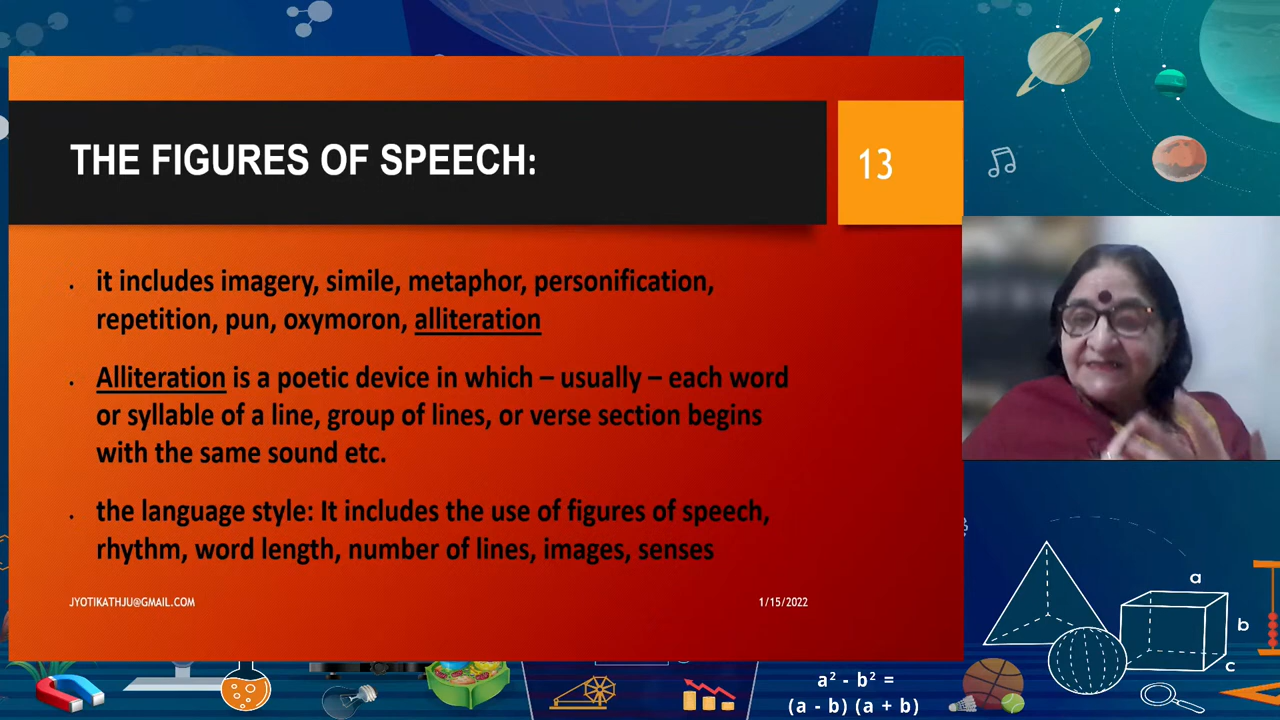 THE FIGURES OF SPEECH:
13
. it includes imagery, simile, metaphor, personification,
repetition, pun, oxymoron, alliteration
. Alliteration is a poetic device in which – usually – each word
or syllable of a line, group of lines, or verse section begins
with the same sound etc.
. the language style: It includes the use of figures of speech,
rhythm, word length, number of lines, images, senses
JYOTIKATHJU@GMAIL.COM
1/15/2022
a
b
c
a² - b² =
(a - b) (a + b)